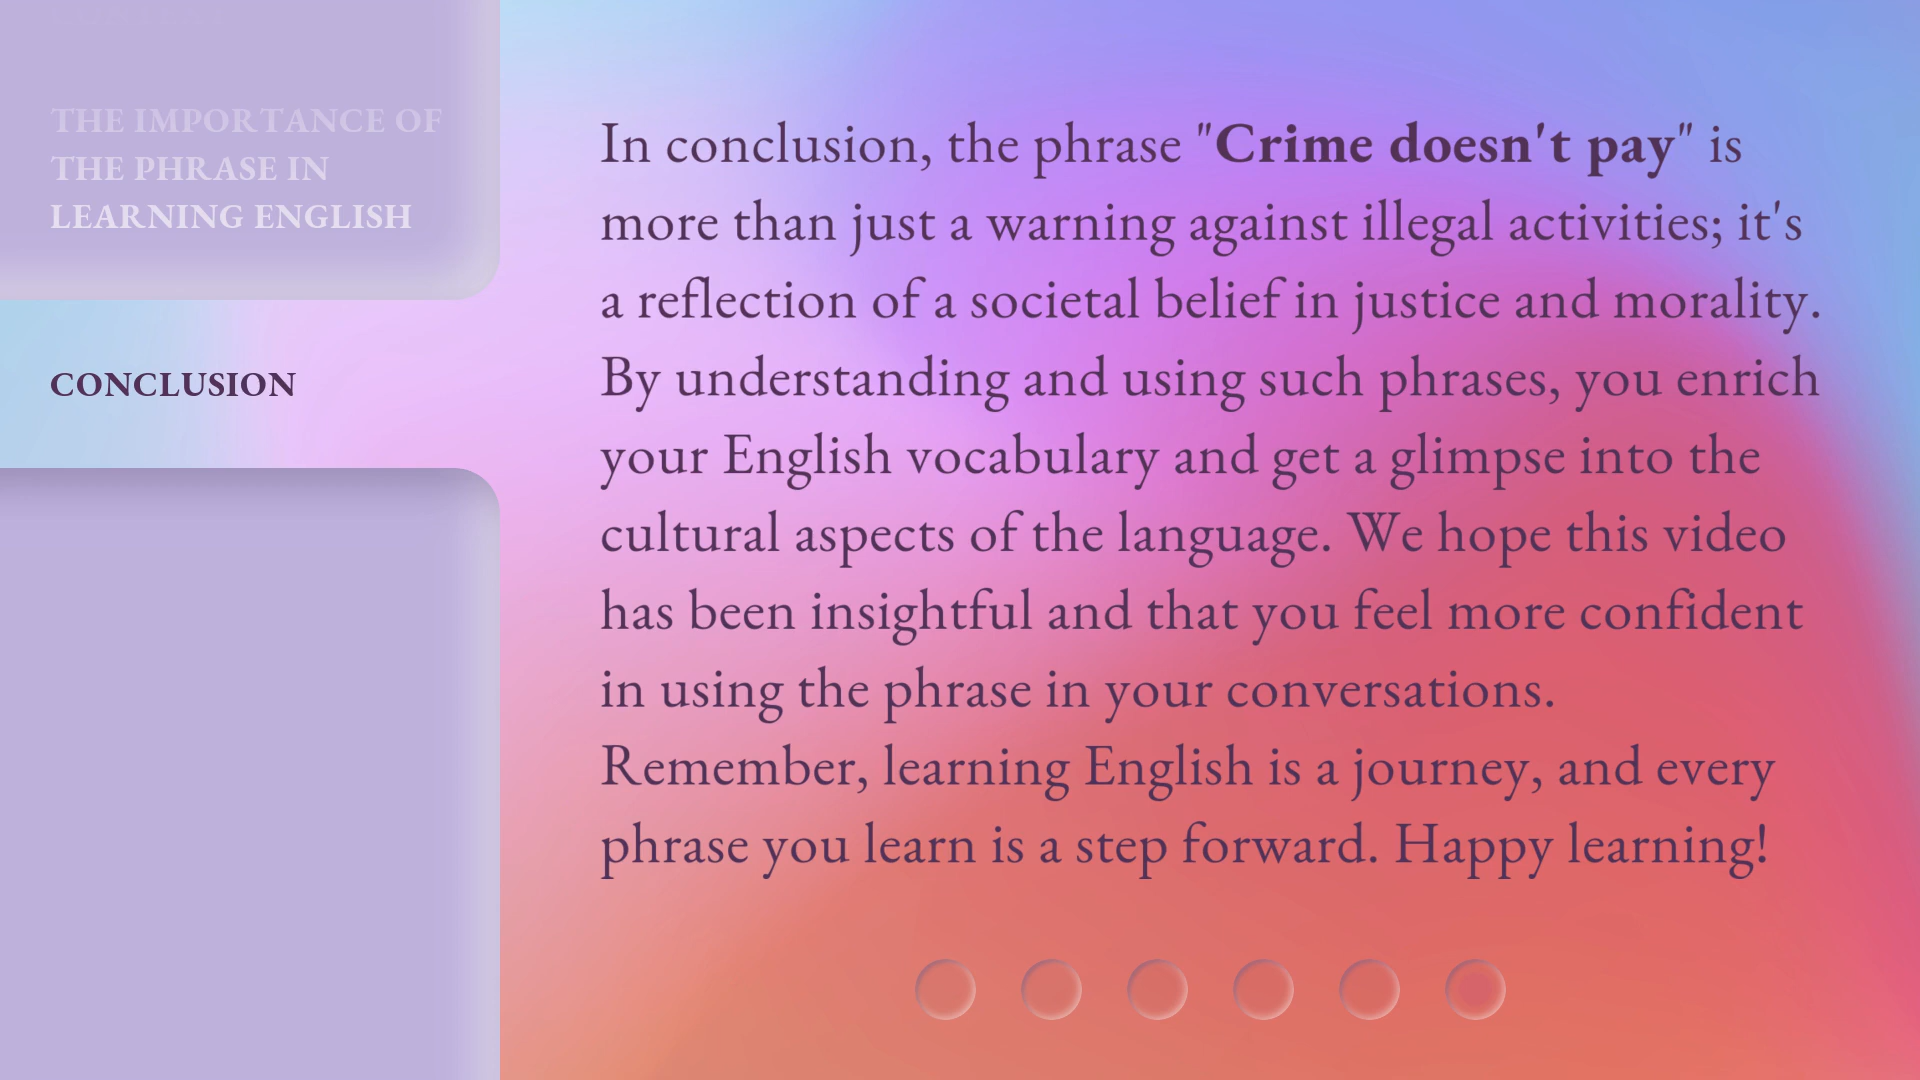 THE IMPORTANCE OF
THE PHRASE IN
LEARNING ENGLISH
CONCLUSION
In conclusion, the phrase "Crime doesn't pay" is
more than just a warning against illegal activities; it's
a reflection of a societal belief in justice and morality.
By understanding and using such phrases, you enrich
your English vocabulary and get a glimpse into the
cultural aspects of the language. We hope this video
has been insightful and that you feel more confident
in using the phrase in your conversations.
Remember, learning English is a journey, and every
phrase you learn is a step forward. Happy learning!